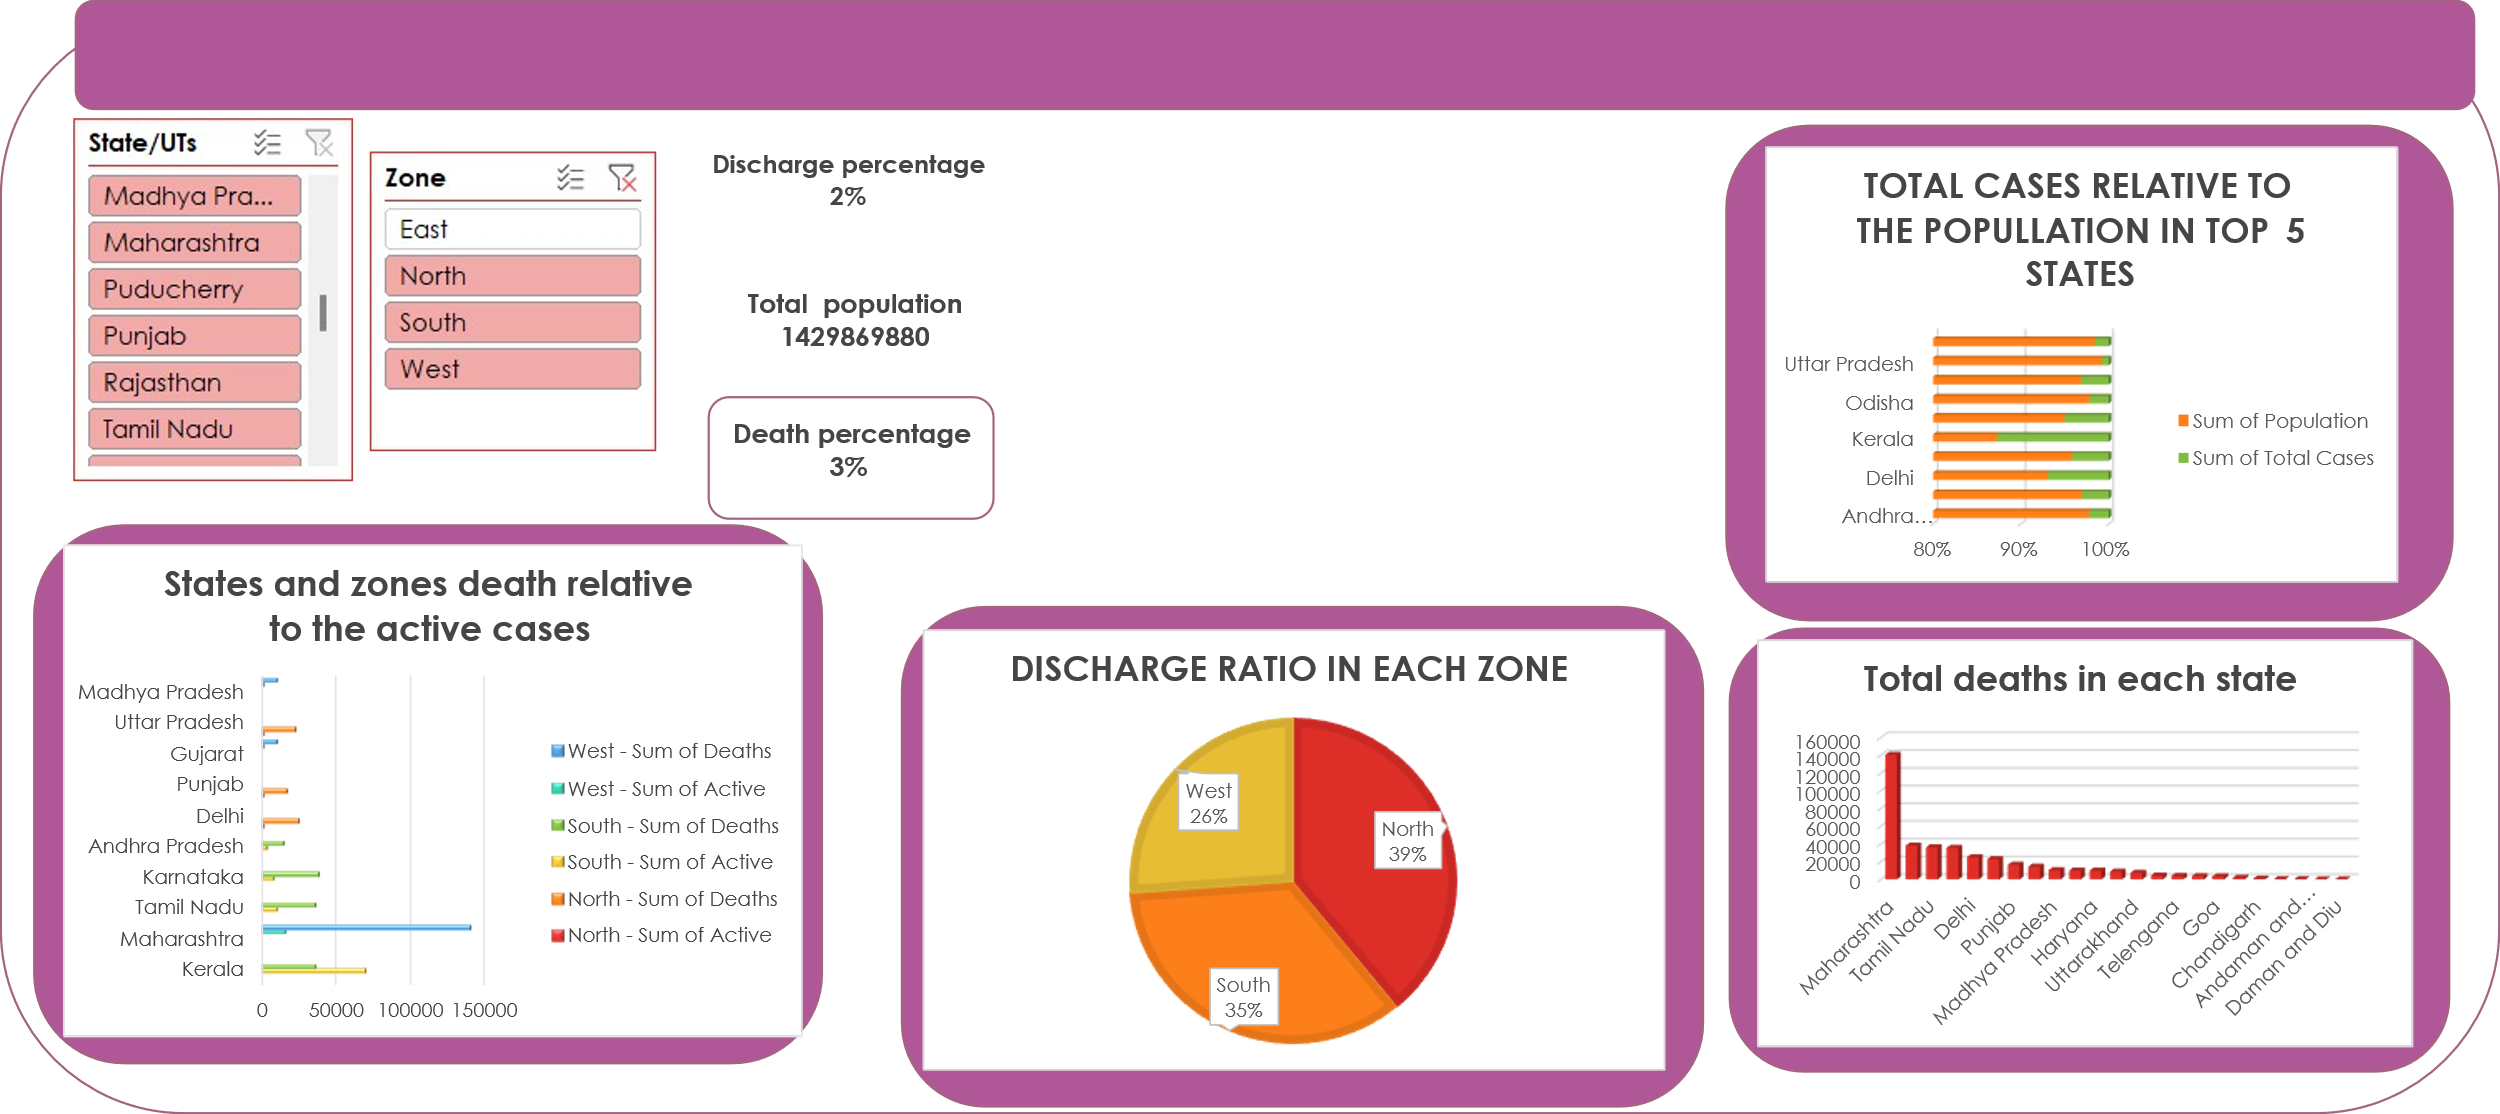 State/UTs
Madhya Pra...
Maharashtra
Puducherry
Punjab
Rajasthan
Tamil Nadu
Zone
East
North
South
West
Discharge percentage
2%
Total  population
1429869880
Death percentage
3%
TOTAL CASES RELATIVE TO
THE POPULLATION IN TOP  5
STATES
Uttar Pradesh
Odisha
Kerala
Delhi
Andhra...
80%
90%
100%
Sum of Population
Sum of Total Cases
States and zones death relative
to the active cases
Madhya Pradesh
Uttar Pradesh
Gujarat
Punjab
Delhi
Andhra Pradesh
Karnataka
Tamil Nadu
Maharashtra
Kerala
0
50000
100000
150000
West - Sum of Deaths
West - Sum of Active
South - Sum of Deaths
South - Sum of Active
North - Sum of Deaths
North - Sum of Active
DISCHARGE RATIO IN EACH ZONE
West
26%
North
39%
South
35%
Total deaths in each state
160000
140000
120000
100000
80000
60000
40000
20000
0
Maharashtra
Tamil Nadu
Delhi
Punjab
Madhya Pradesh
Haryana
Uttarakhand
Telengana
Goa
Chandigarh
Andaman and...
Daman and Diu